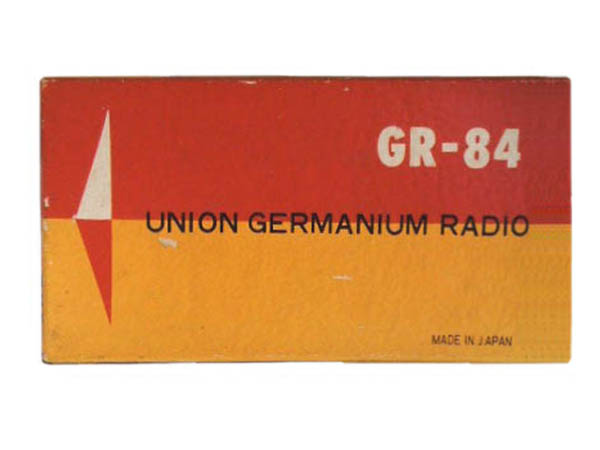 GR-84
UNION GERMANIUM RADIO
MADE IN JAPAN